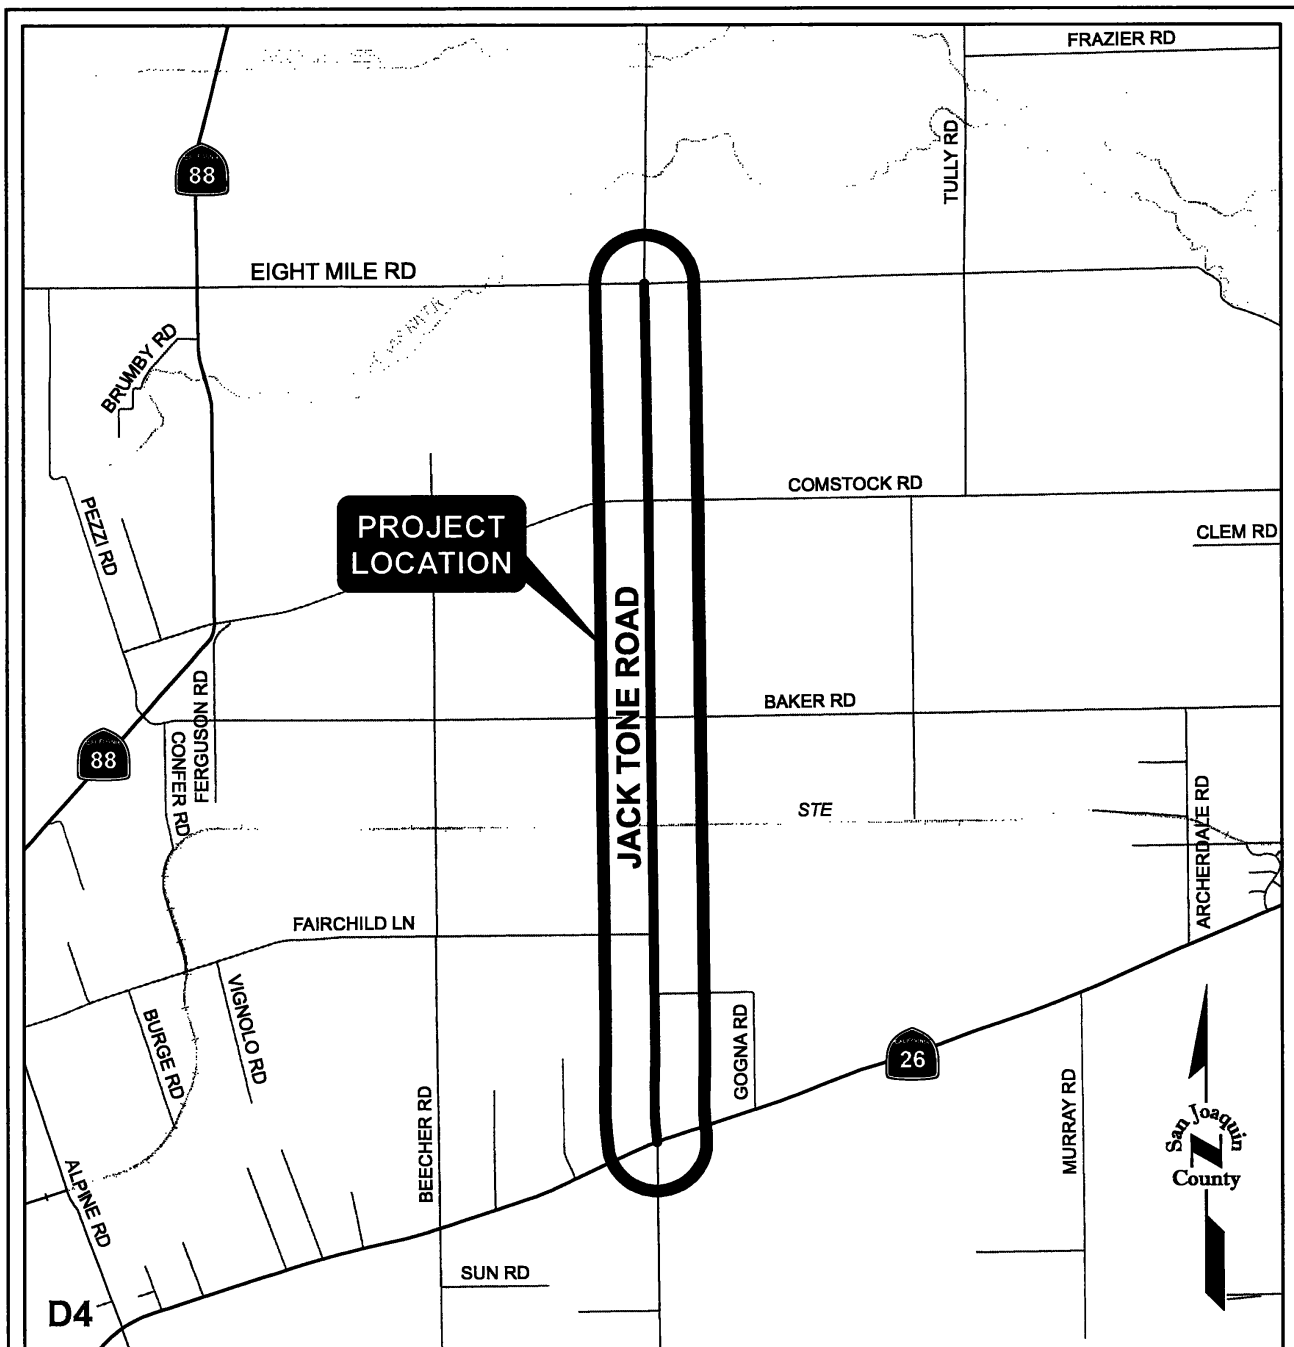 FRAZIER RD
88
TULLY RD
EIGHT MILE RD
BRUMBY RD
COMSTOCK RD
PEZZI RD
PROJECT
LOCATION
CLEM RD
JACK TONE ROAD
FERGUSON RD
BAKER RD
88
CONFER RD
STE
ARCHERDALE RD
FAIRCHILD LN
VIGNOLO RD
BURGE RD
GOGNA RD
CALIFORNIA
26
MURRAY RD
BEECHER RD
San Joaquin
County
ALPINE RD
SUN RD
D4